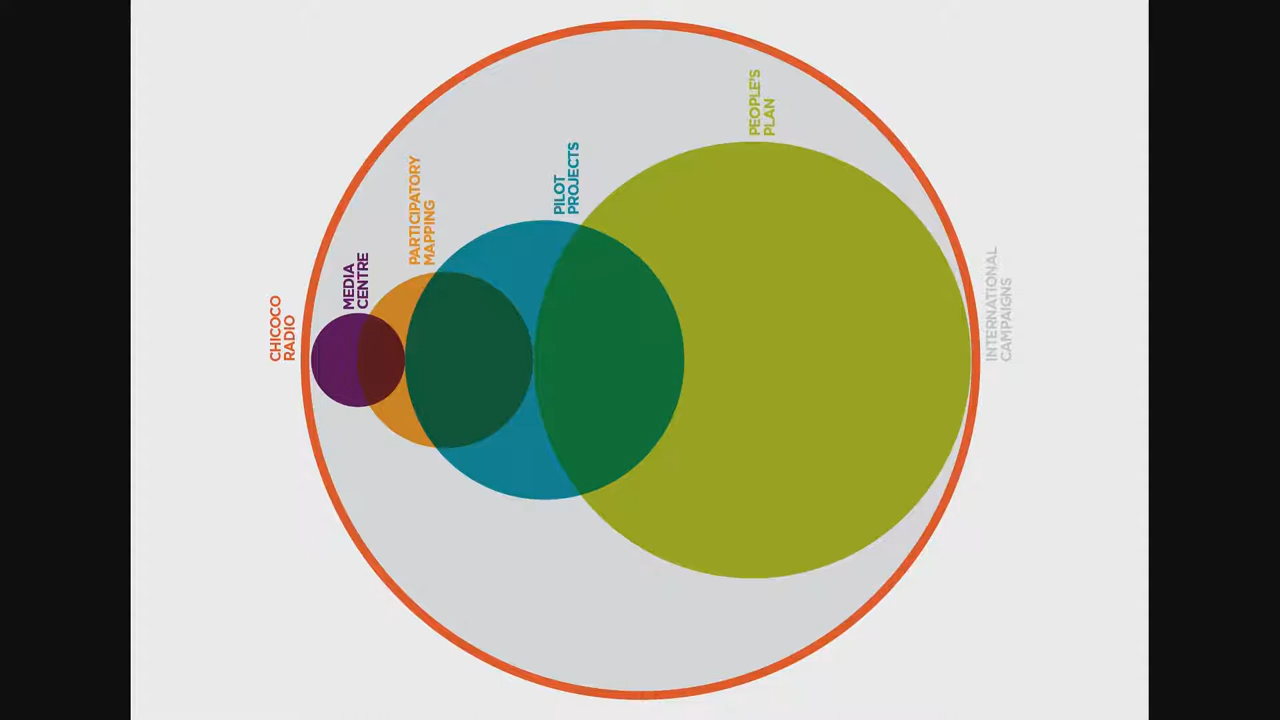 CHICOCO
RADIO
MEDIA
CENTRE
PARTICIPATORY
MAPPING
PILOT
PROJECTS
PEOPLE'S
PLAN
INTERNATIONAL
CAMPAIGNS